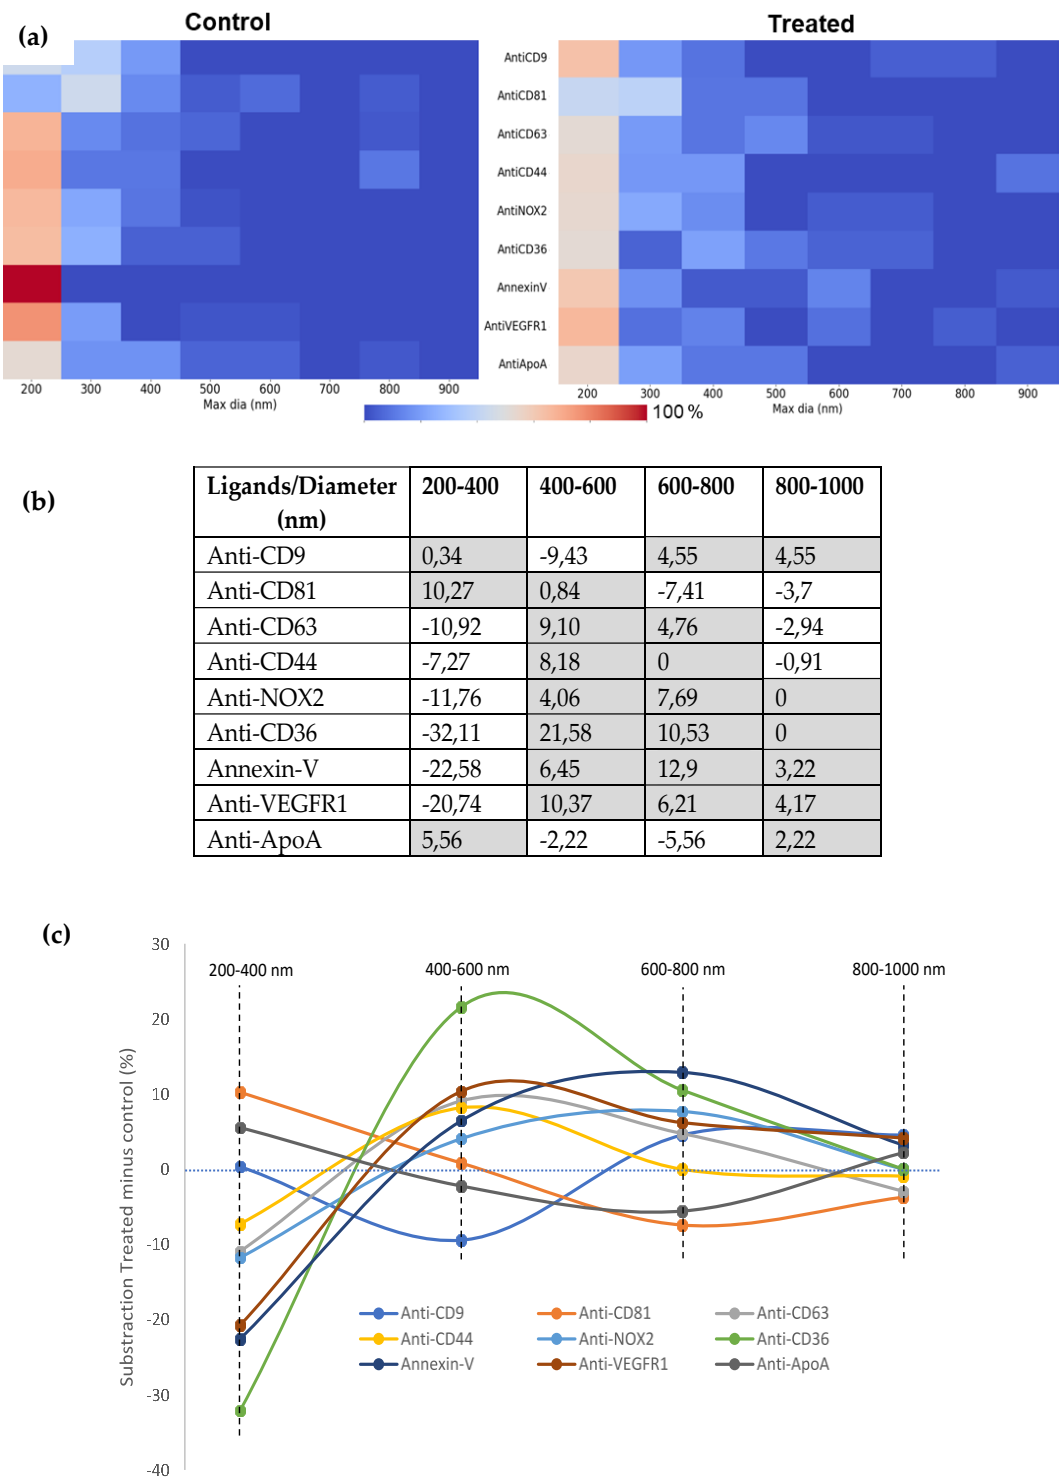 (a)
Control
Treated
AntiCD9
AntiCD81
AntiCD63
AntiCD44
AntiNOX2
AntiCD36
AnnexinV
AntiVEGFR1
AntiApoA
200 300 400 500 600 700 800 900
Max dia (nm)
200 300 400 500 600 700 800 900
Max dia (nm)
100 %
(b)
Ligands/Diameter (nm) 200-400 400-600 600-800 800-1000
Anti-CD9 0,34 -9,43 4,55 4,55
Anti-CD81 10,27 0,84 -7,41 -3,7
Anti-CD63 -10,92 9,10 4,76 -2,94
Anti-CD44 -7,27 8,18 0 -0,91
Anti-NOX2 -11,76 4,06 7,69 0
Anti-CD36 -32,11 21,58 10,53 0
Annexin-V -22,58 6,45 12,9 3,22
Anti-VEGFR1 -20,74 10,37 6,21 4,17
Anti-ApoA 5,56 -2,22 -5,56 2,22
(c)
Substraction Treated minus control (%)
30
20
10
0
-10
-20
-30
-40
200-400 nm
400-600 nm
600-800 nm
800-1000 nm
Anti-CD9 Anti-CD81 Anti-CD63
Anti-CD44 Anti-NOX2 Anti-CD36
Annexin-V Anti-VEGFR1 Anti-ApoA